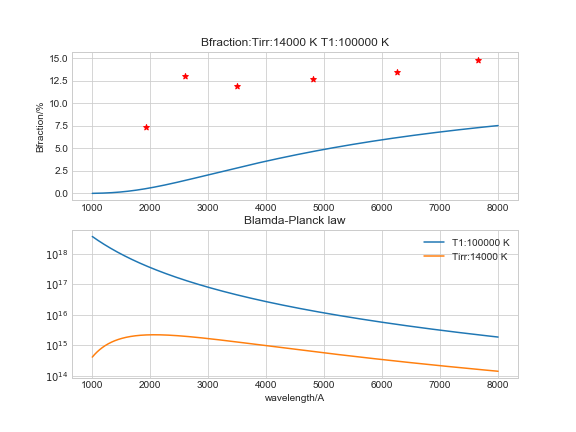 Bfraction:Tirr:14000 K T1:100000 K
15.0
12.5
10.0
7.5
5.0
2.5
0.0
Bfraction/%
1000 2000 3000 4000 5000 6000 7000 8000
Blamda-Planck law
T1:100000 K
Tirr:14000 K
10^18
10^17
10^16
10^15
10^14
1000 2000 3000 4000 5000 6000 7000 8000
wavelength/A